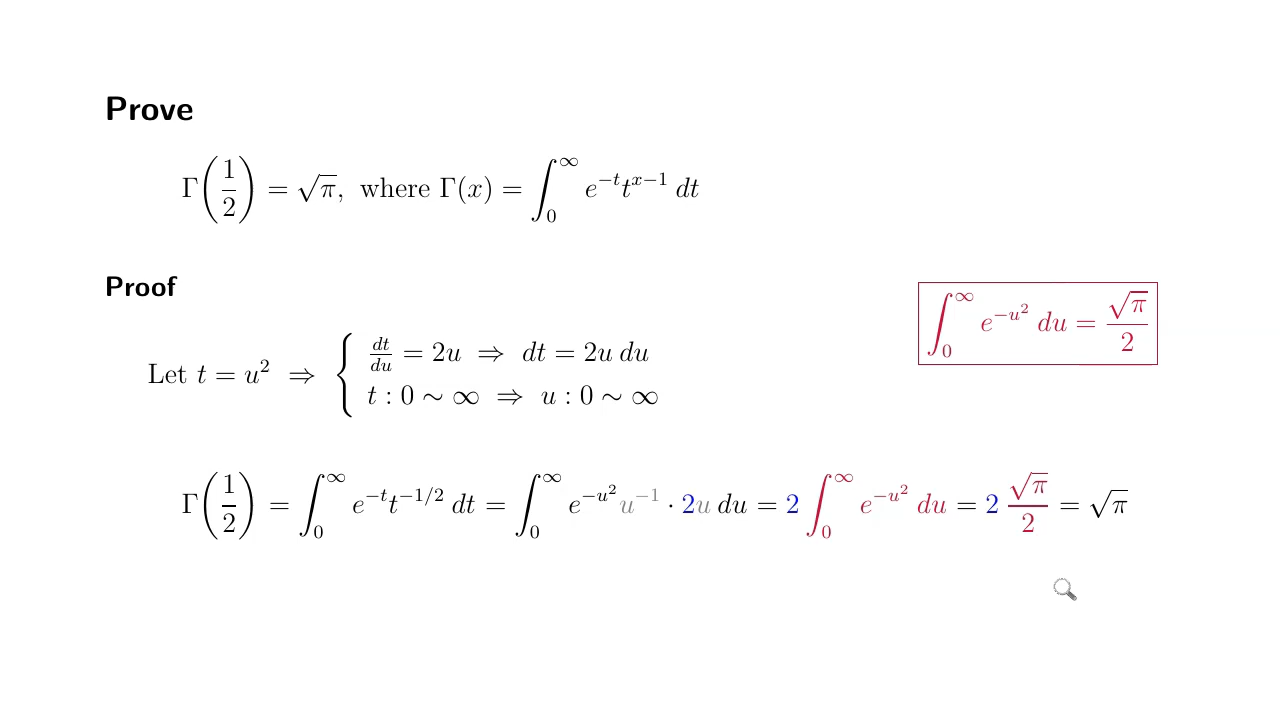 Prove
Γ(1/2) = √π, where Γ(x) = ∫₀^∞ e^{−t}t^{x−1} dt
Proof
∫₀^∞ e^{−u²} du = √π/2
Let t = u² ⇒ { dt/du = 2u ⇒ dt = 2u du
t : 0 ∼ ∞ ⇒ u : 0 ∼ ∞
Γ(1/2) = ∫₀^∞ e^{−t}t^{−1/2} dt = ∫₀^∞ e^{−u²}u^{−1} · 2u du = 2 ∫₀^∞ e^{−u²} du = 2 √π/2 = √π